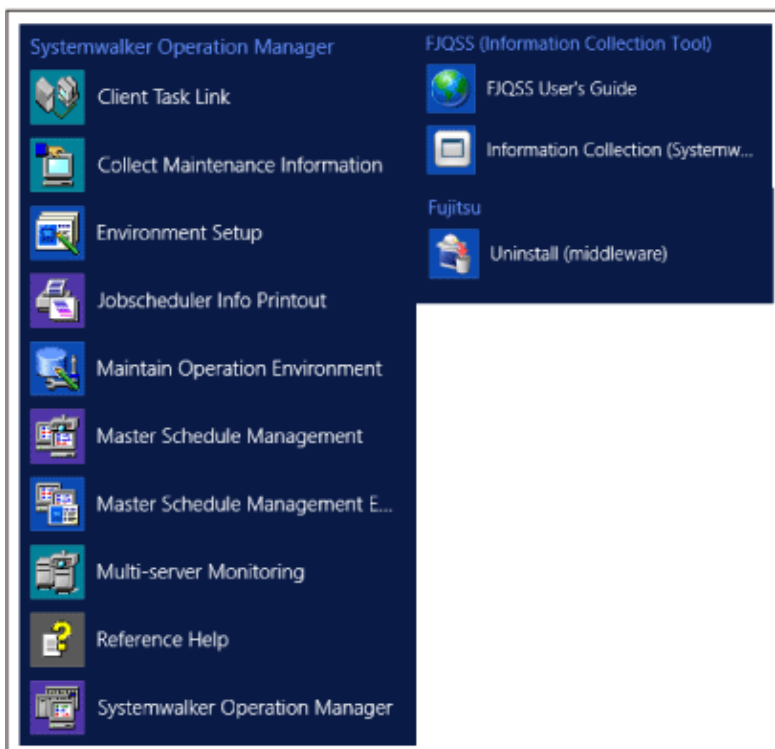 Systemwalker Operation Manager
Client Task Link
Collect Maintenance Information
Environment Setup
Jobscheduler Info Printout
Maintain Operation Environment
Master Schedule Management
Master Schedule Management E...
Multi-server Monitoring
Reference Help
Systemwalker Operation Manager
FJQSS (Information Collection Tool)
FJQSS User's Guide
Information Collection (Systemw...
Fujitsu
Uninstall (middleware)